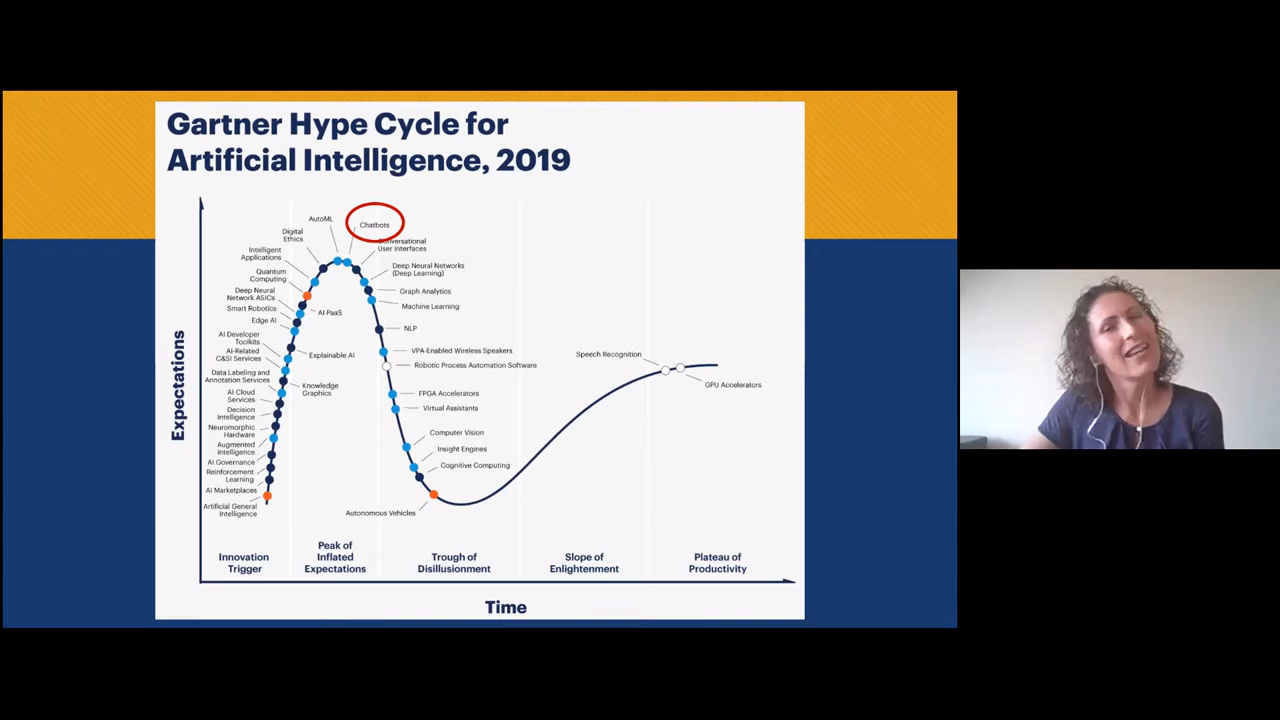 Gartner Hype Cycle for
Artificial Intelligence, 2019
Expectations
AutoML
Chatbots
Digital
Ethics
Conversational
User Interfaces
Intelligent
Applications
Deep Neural Networks
(Deep Learning)
Quantum
Computing
Graph Analytics
Deep Neural
Network ASICs
Machine Learning
Smart Robotics
AI PaaS
Edge AI
NLP
AI Developer
Toolkits
VPA-Enabled Wireless Speakers
AI-Related
C&SI Services
Explainable AI
Robotic Process Automation Software
Speech Recognition
GPU Accelerators
Data Labeling and
Annotation Services
Knowledge
Graphics
AI Cloud
Services
FPGA Accelerators
Decision
Intelligence
Virtual Assistants
Neuromorphic
Hardware
Computer Vision
Augmented
Intelligence
Insight Engines
AI Governance
Cognitive Computing
Reinforcement
Learning
AI Marketplaces
Artificial General
Intelligence
Autonomous Vehicles
Innovation
Trigger
Peak of
Inflated
Expectations
Trough of
Disillusionment
Slope of
Enlightenment
Plateau of
Productivity
Time